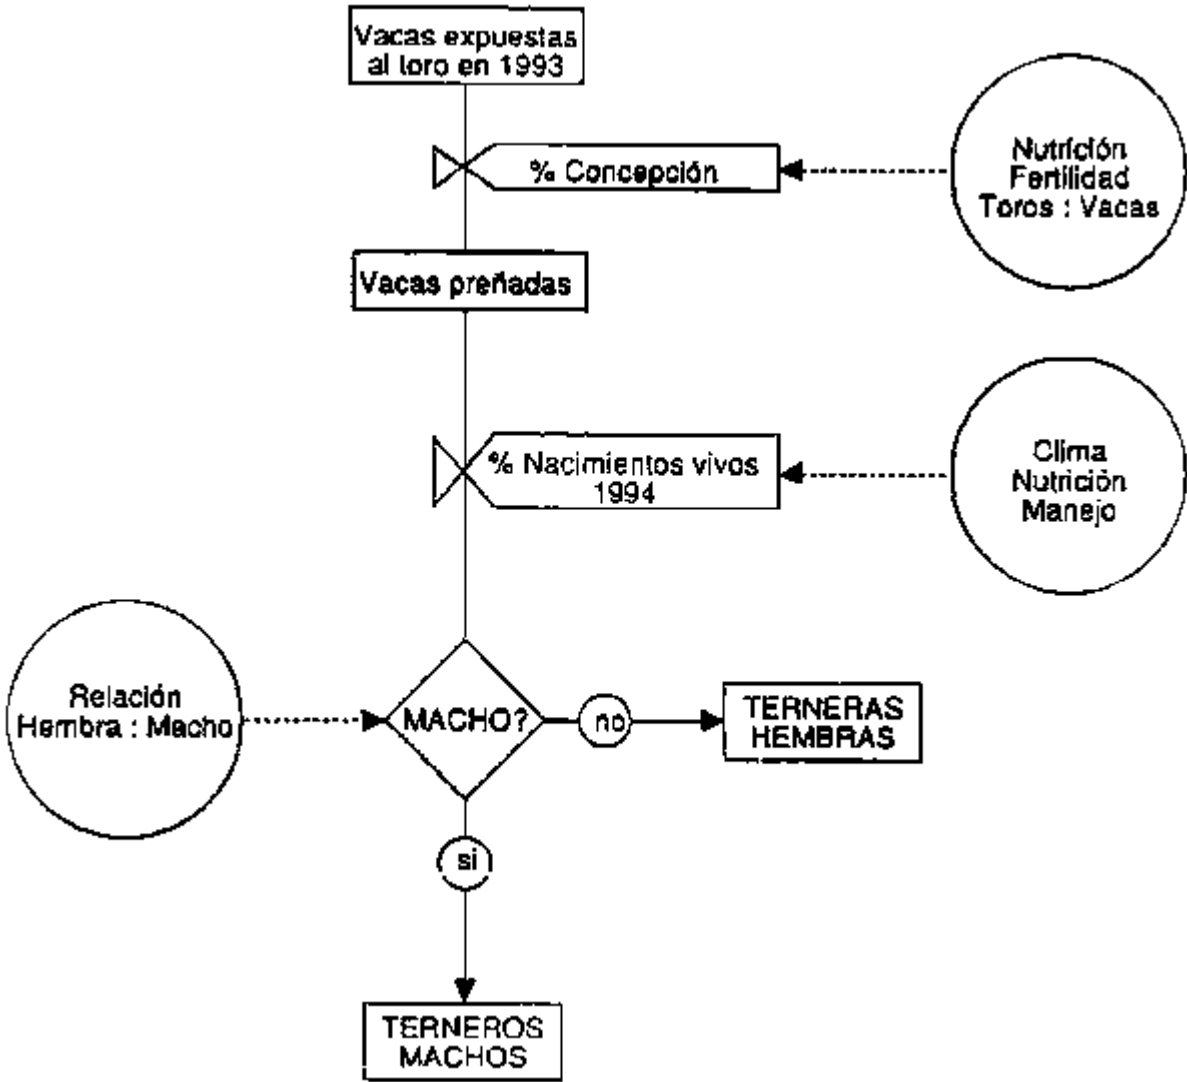 Vacas expuestas
al toro en 1993
% Concepción
Nutrición
Fertilidad
Toros : Vacas
Vacas preñadas
% Nacimientos vivos
1994
Clima
Nutrición
Manejo
Relación
Hembra : Macho
MACHO?
no
TERNERAS
HEMBRAS
si
TERNEROS
MACHOS